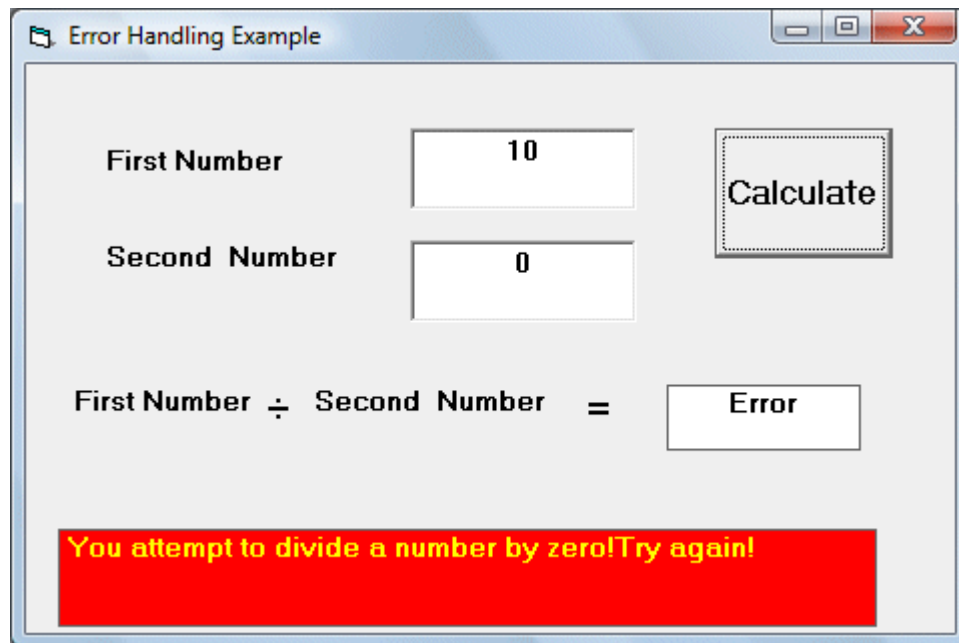 Error Handling Example
First Number
10
Calculate
Second Number
0
First Number ÷ Second Number = Error
You attempt to divide a number by zero!Try again!